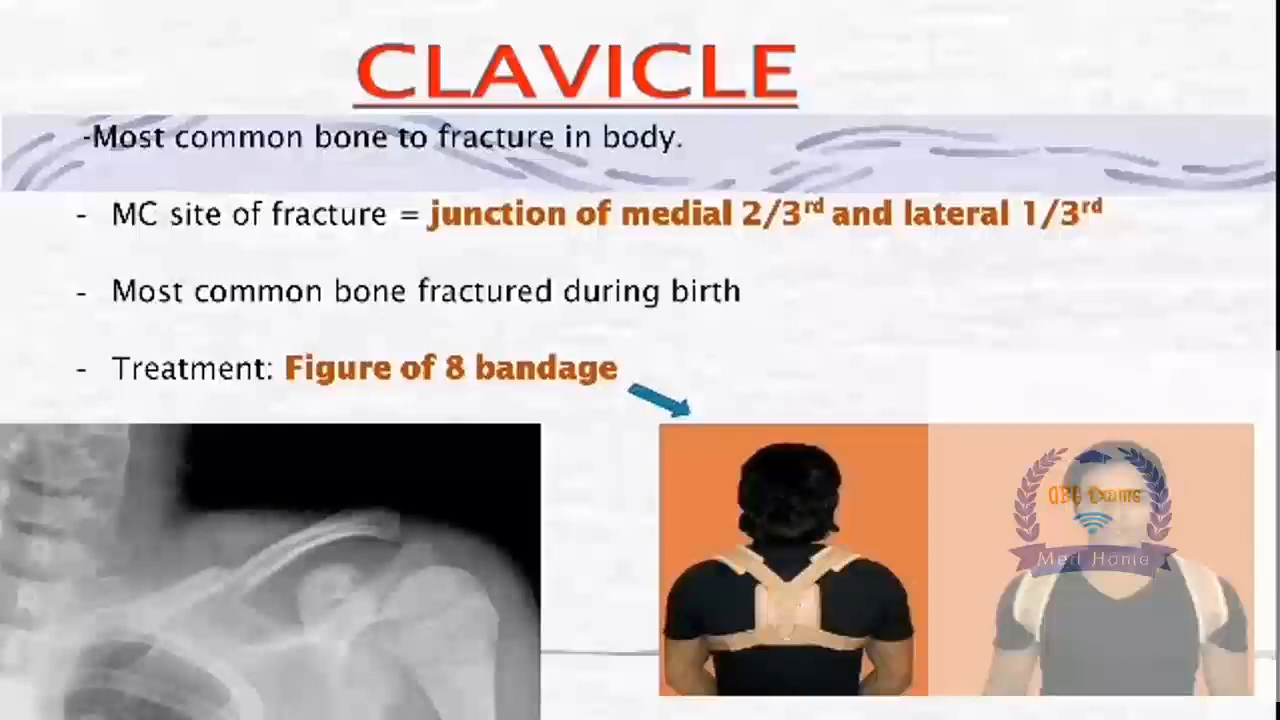 CLAVICLE
-Most common bone to fracture in body.
- MC site of fracture = junction of medial 2/3rd and lateral 1/3rd
- Most common bone fractured during birth
- Treatment: Figure of 8 bandage
Med Home